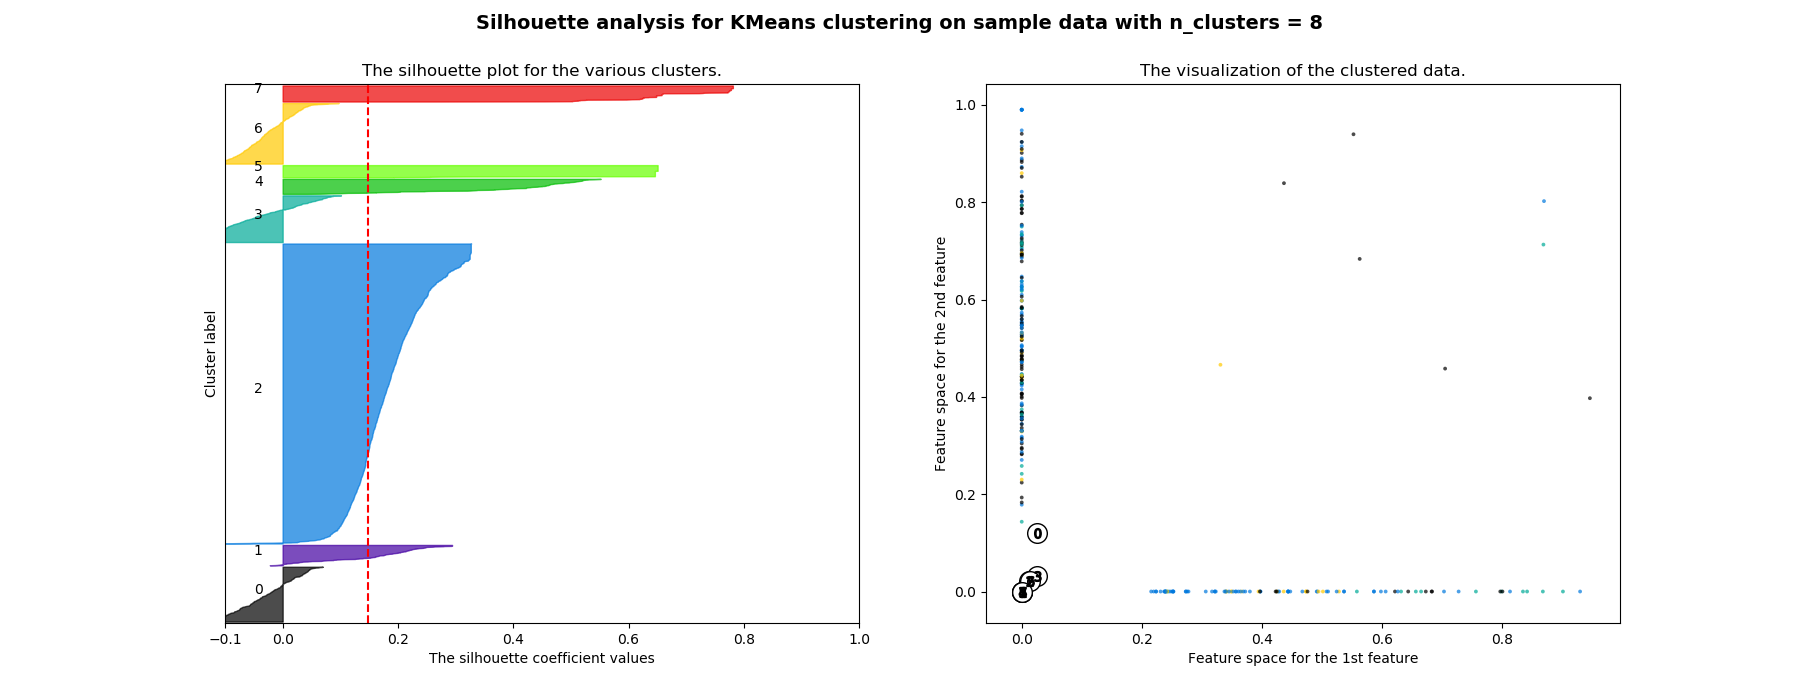 Silhouette analysis for KMeans clustering on sample data with n_clusters = 8
The silhouette plot for the various clusters.
7
6
5
4
3
2
1
0
Cluster label
−0.1 0.0 0.2 0.4 0.6 0.8 1.0
The silhouette coefficient values
The visualization of the clustered data.
1.0
0.8
0.6
0.4
0.2
0.0
Feature space for the 2nd feature
0
3
0.0 0.2 0.4 0.6 0.8
Feature space for the 1st feature